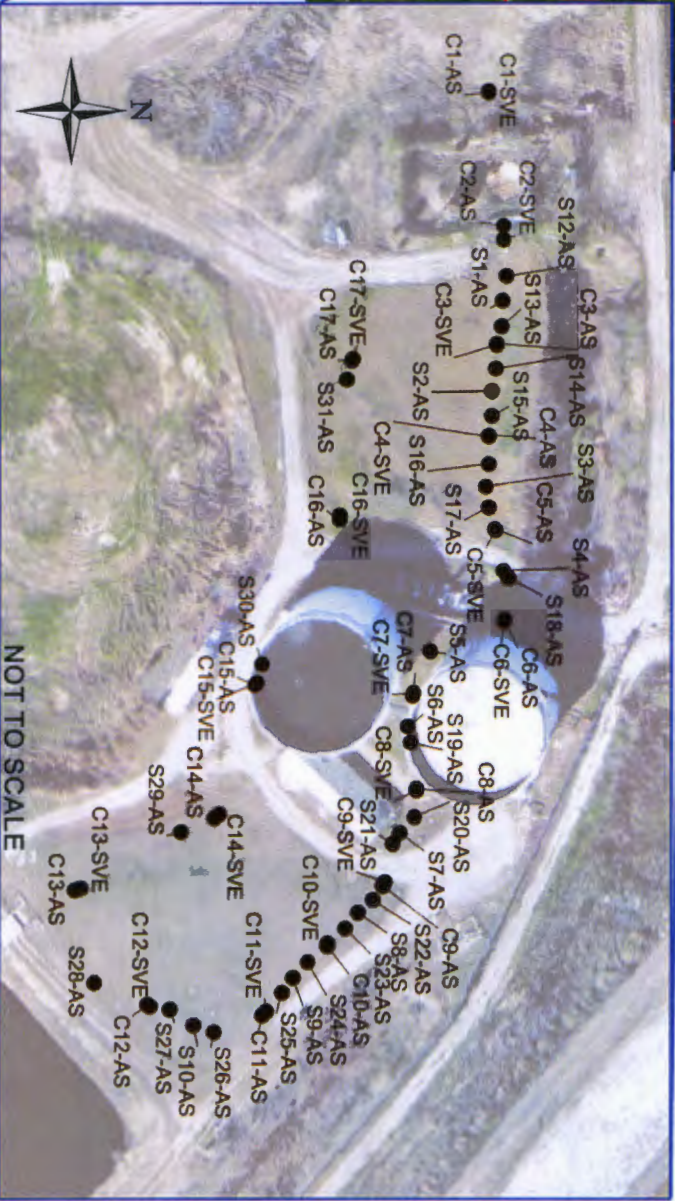 C1-SVE
C1-AS
N
C2-SVE
C2-AS
S12-AS
S1-AS
S13-AS
C3-AS
C3-SVE
S14-AS
S2-AS
S15-AS
C4-AS
C4-SVE
S16-AS
S3-AS
S17-AS
C5-AS
C5-SVE
S4-AS
S18-AS
C6-AS
C6-SVE
C17-SVE
C17-AS
S31-AS
C16-SVE
C16-AS
S5-AS
C7-AS
C7-SVE
S6-AS
S19-AS
C8-AS
C8-SVE
S20-AS
S7-AS
S21-AS
C9-SVE
C9-AS
S22-AS
S8-AS
S23-AS
C10-AS
C10-SVE
S24-AS
S9-AS
S25-AS
C11-AS
C11-SVE
S30-AS
C15-AS
C15-SVE
C14-AS
C14-SVE
S29-AS
C13-SVE
C13-AS
S28-AS
C12-SVE
C12-AS
S27-AS
S10-AS
S26-AS
NOT TO SCALE